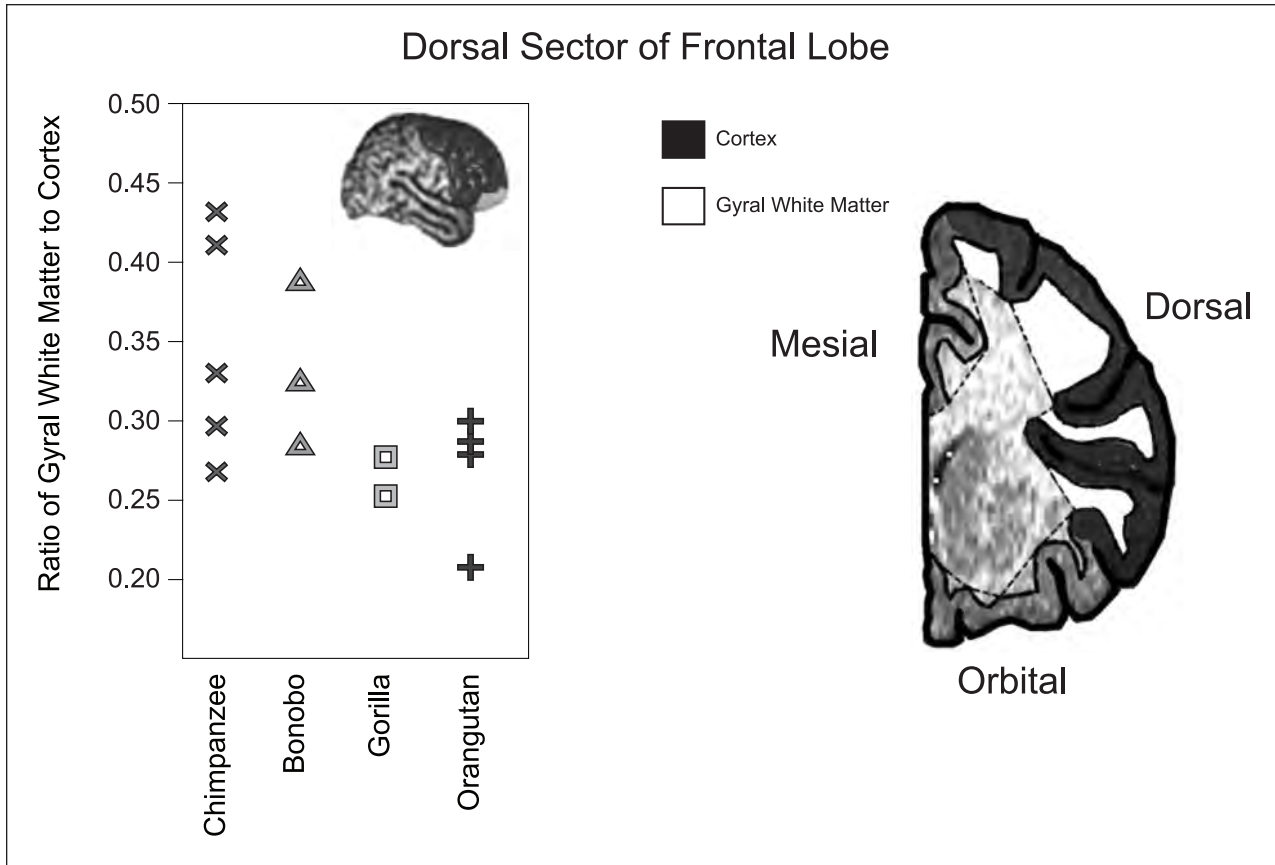 Dorsal Sector of Frontal Lobe
Ratio of Gyral White Matter to Cortex
0.50
0.45
0.40
0.35
0.30
0.25
0.20
Chimpanzee
Bonobo
Gorilla
Orangutan
Cortex
Gyral White Matter
Mesial
Dorsal
Orbital